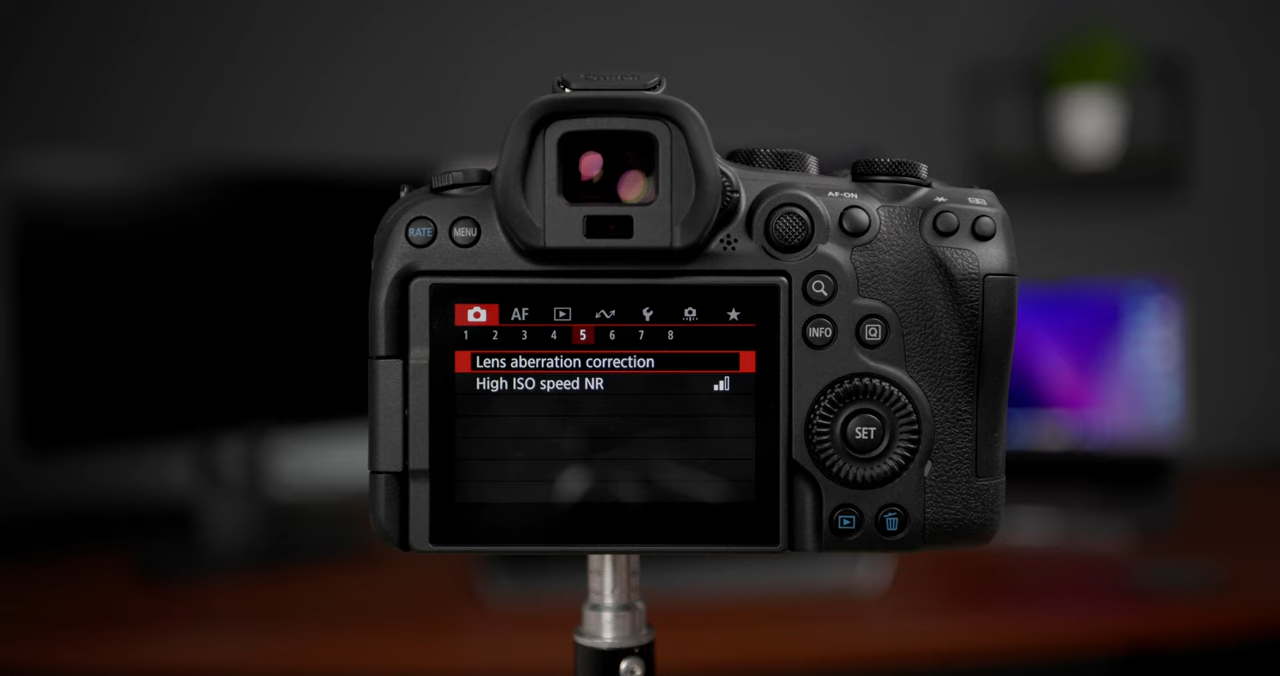 Canon
AF-ON
RATE
MENU
AF
1 2 3 4 5 6 7 8
Lens aberration correction
High ISO speed NR
INFO
Q
SET